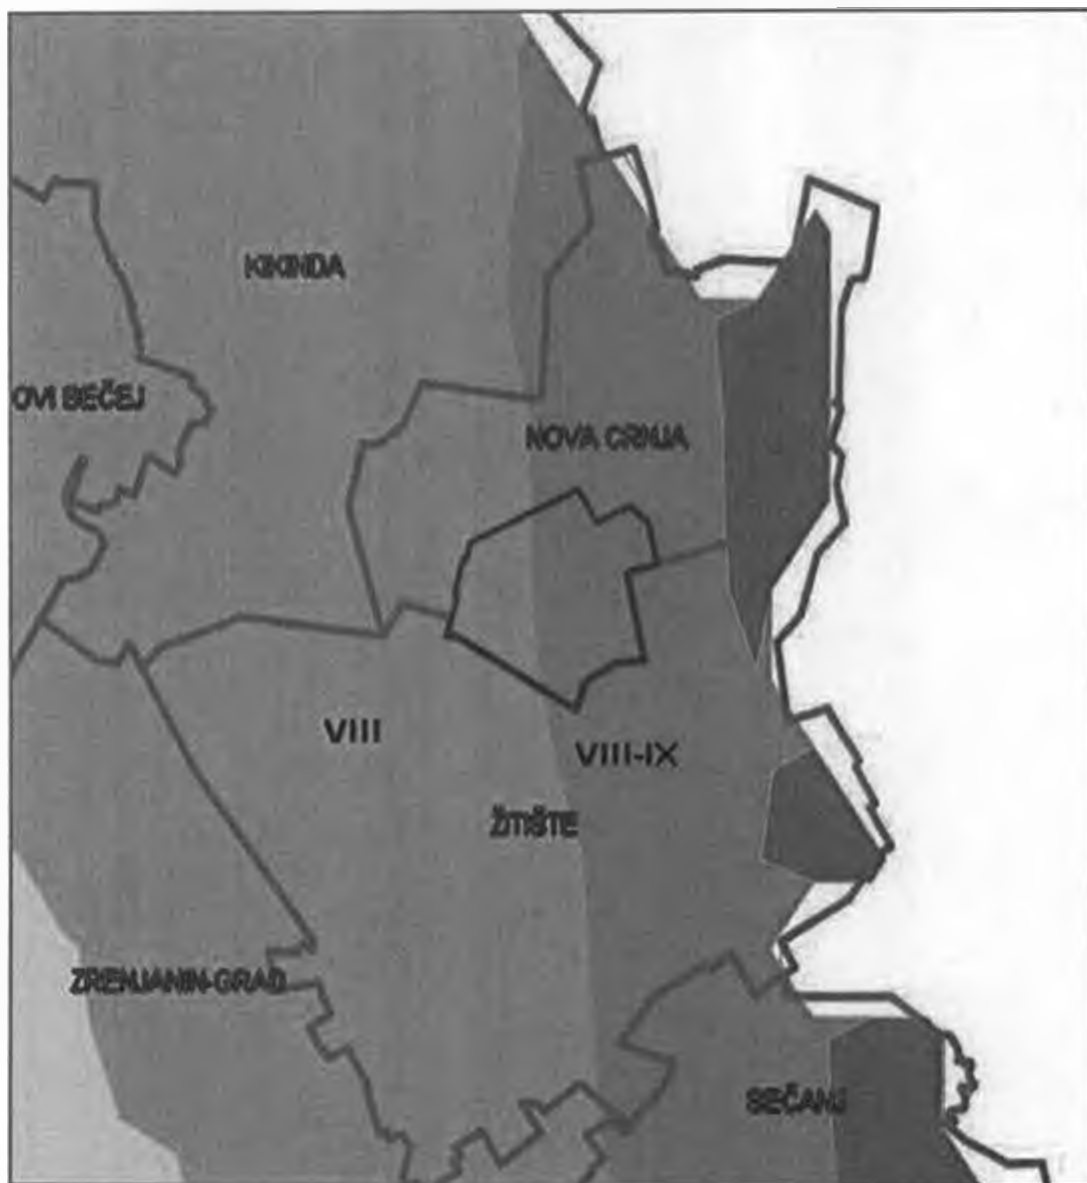 KIKINDA
OVI BEČEJ
NOVA CRNJA
VIII
VIII-IX
ŽITIŠTE
ZRENJANIN-GRAD
SEČANJ